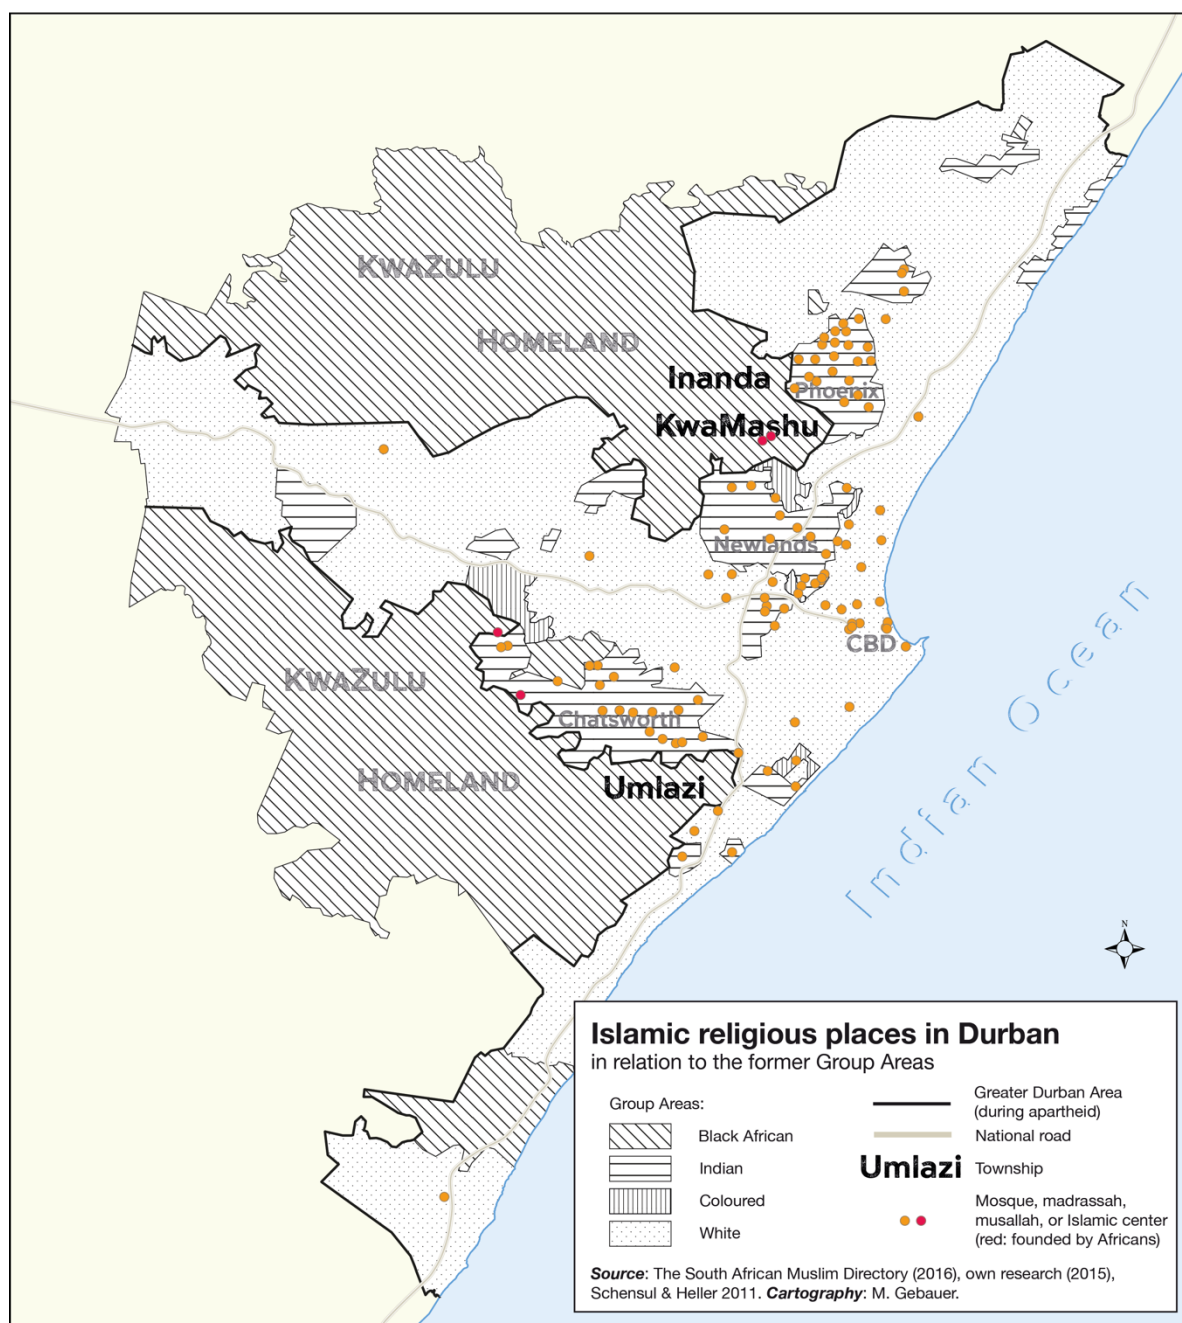 KWAZULU
HOMELAND
Inanda
Phoenix
KwaMashu
Newlands
CBD
KWAZULU
Chatsworth
HOMELAND
Umlazi
Indian Ocean
N
Islamic religious places in Durban
in relation to the former Group Areas
Group Areas:
Black African
Indian
Coloured
White
Greater Durban Area
(during apartheid)
National road
Umlazi Township
Mosque, madrassah,
musallah, or Islamic center
(red: founded by Africans)
Source: The South African Muslim Directory (2016), own research (2015),
Schensul & Heller 2011. Cartography: M. Gebauer.